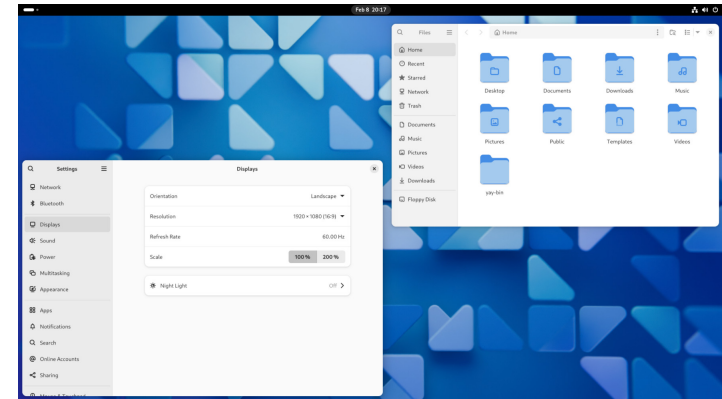 Feb 8 20:17
Files
Home
Home
Recent
Starred
Network
Trash
Documents
Music
Pictures
Videos
Downloads
Floppy Disk
Desktop
Documents
Downloads
Music
Pictures
Public
Templates
Videos
yay-bin
Settings
Displays
Network
Bluetooth
Displays
Sound
Power
Multitasking
Appearance
Apps
Notifications
Search
Online Accounts
Sharing
Mouse & Touchpad
Orientation Landscape
Resolution 1920 × 1080 (16:9)
Refresh Rate 60.00 Hz
Scale 100 % 200 %
Night Light Off